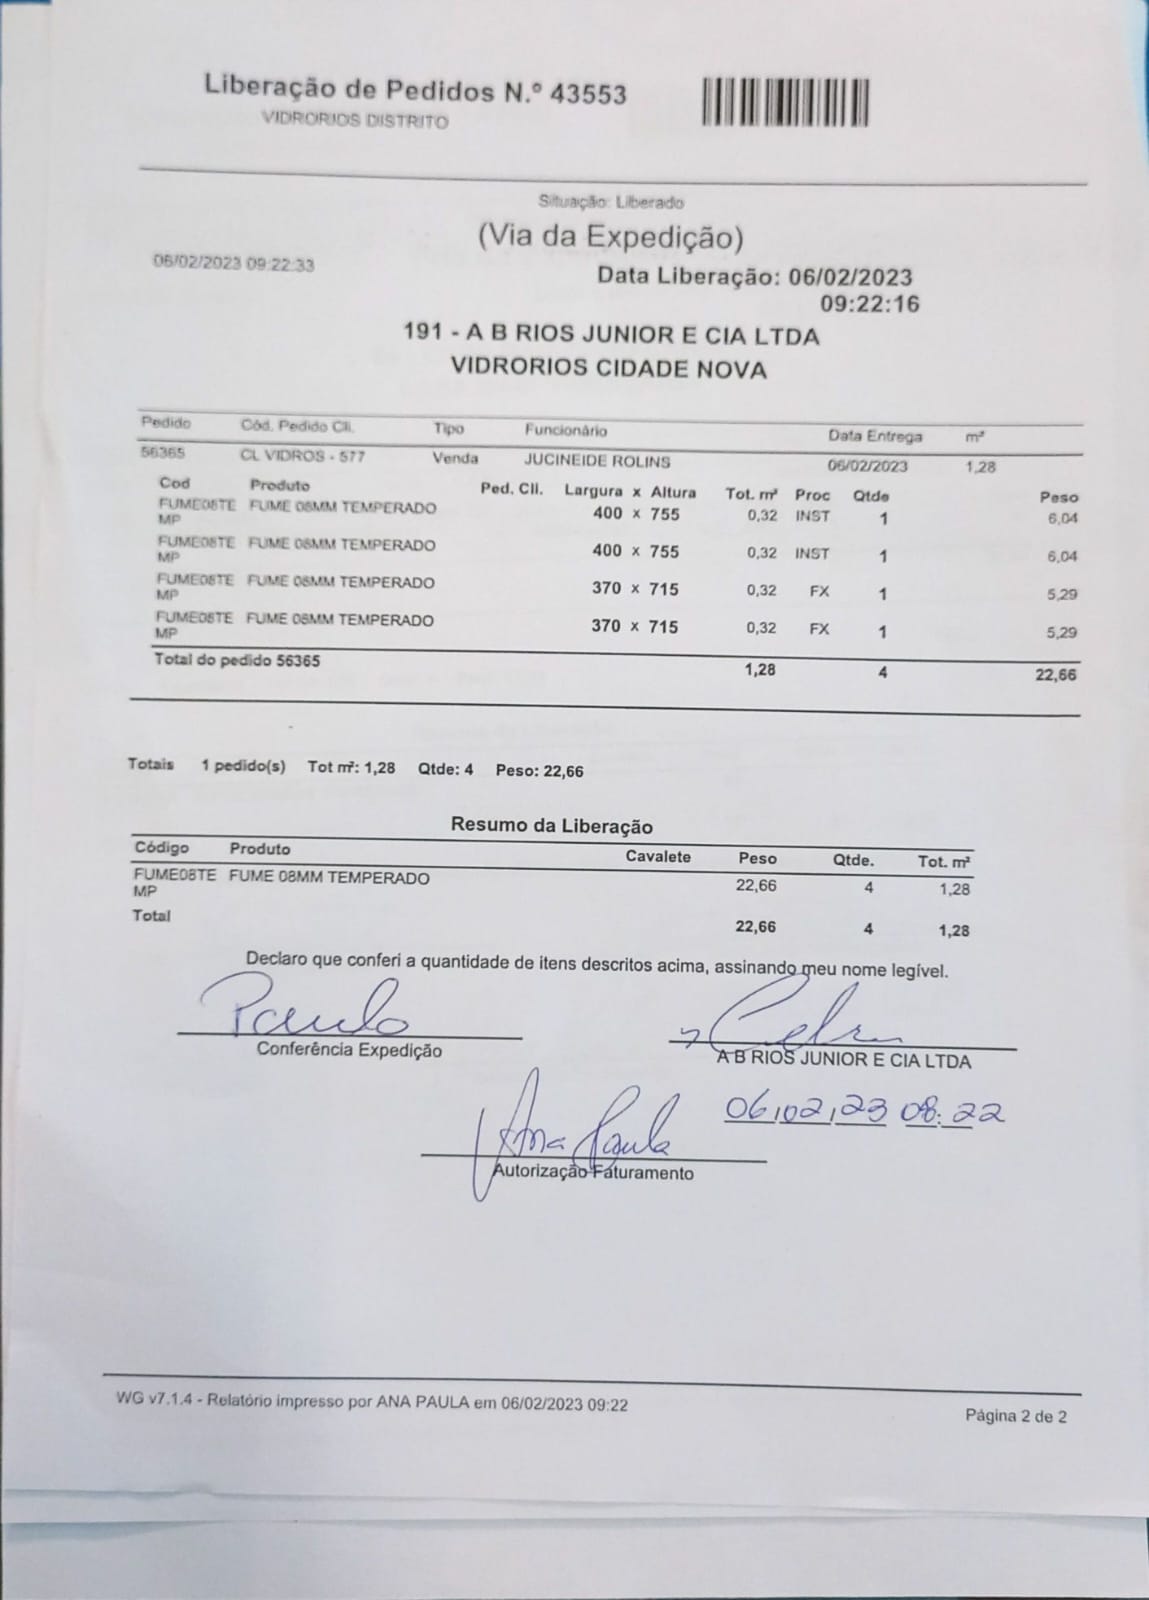 Liberação de Pedidos N.º 43553
VIDRORIOS DISTRITO
Situação: Liberado
(Via da Expedição)
06/02/2023 09:22:33
Data Liberação: 06/02/2023
09:22:16
191 - A B RIOS JUNIOR E CIA LTDA
VIDRORIOS CIDADE NOVA
Pedido Cód. Pedido Cli. Tipo Funcionário Data Entrega m²
56365 CL VIDROS - 577 Venda JUCINEIDE ROLINS 06/02/2023 1,28
Cod Produto Ped. Cli. Largura x Altura Tot. m² Proc Qtde Peso
FUME08TE FUME 08MM TEMPERADO 400 x 755 0,32 INST 1 6,04
MP
FUME08TE FUME 08MM TEMPERADO 400 x 755 0,32 INST 1 6,04
MP
FUME08TE FUME 08MM TEMPERADO 370 x 715 0,32 FX 1 5,29
MP
FUME08TE FUME 08MM TEMPERADO 370 x 715 0,32 FX 1 5,29
MP
Total do pedido 56365 1,28 4 22,66
Totais 1 pedido(s) Tot m²: 1,28 Qtde: 4 Peso: 22,66
Resumo da Liberação
Código Produto Cavalete Peso Qtde. Tot. m²
FUME08TE FUME 08MM TEMPERADO 22,66 4 1,28
MP
Total 22,66 4 1,28
Declaro que conferi a quantidade de itens descritos acima, assinando meu nome legível.
Paulo
Conferência Expedição A B RIOS JUNIOR E CIA LTDA
06,02,23 08:22
Ana Paula
Autorização Faturamento
WG v7.1.4 - Relatório impresso por ANA PAULA em 06/02/2023 09:22
Página 2 de 2